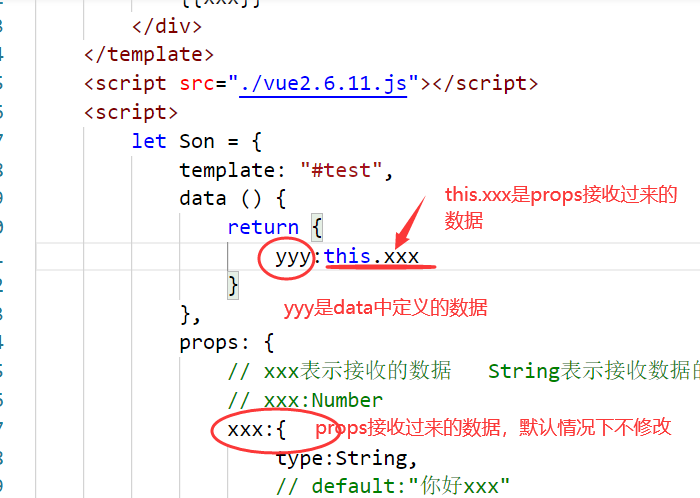 {{xxx}}
</div>
</template>
<script src="./vue2.6.11.js"></script>
<script>
let Son = {
template: "#test",
data () {
this.xxx是props接收过来的
数据
return {
yyy:this.xxx
}
yyy是data中定义的数据
},
props: {
// xxx表示接收的数据 String表示接收数据的
// xxx:Number
xxx:{
props接收过来的数据，默认情况下不修改
type:String,
// default:"你好xxx"